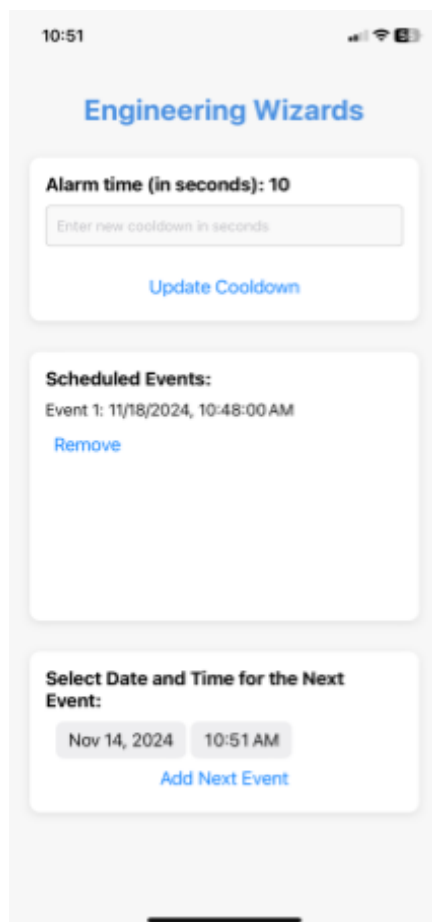 10:51
Engineering Wizards
Alarm time (in seconds): 10
Enter new cooldown in seconds
Update Cooldown
Scheduled Events:
Event 1: 11/18/2024, 10:48:00 AM
Remove
Select Date and Time for the Next
Event:
Nov 14, 2024 10:51 AM
Add Next Event